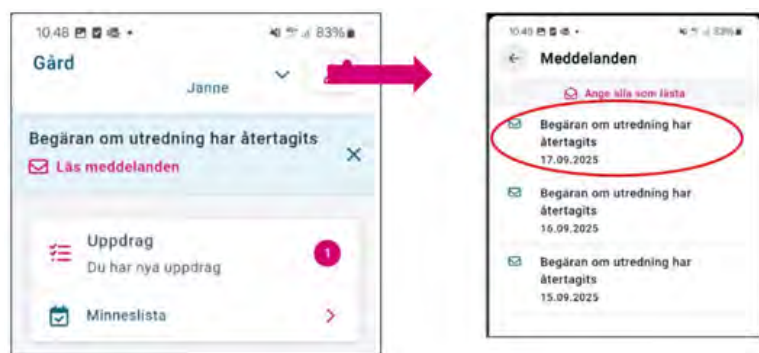 10.48
83%
Gård
Janne
Begäran om utredning har återtagits
Läs meddelanden
Uppdrag
Du har nya uppdrag
1
Minneslista
10.49
83%
Meddelanden
Ange alla som lästa
Begäran om utredning har
återtagits
17.09.2025
Begäran om utredning har
återtagits
16.09.2025
Begäran om utredning har
återtagits
15.09.2025